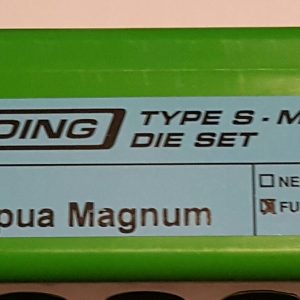 DING TYPE S - M
DIE SET
pua Magnum
NE
FU